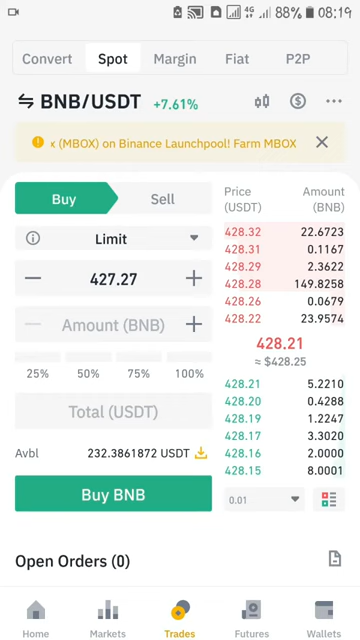 4G 88% 08:19
Convert Spot Margin Fiat P2P
BNB/USDT +7.61%
x (MBOX) on Binance Launchpool! Farm MBOX
Buy Sell
Limit
427.27
Amount (BNB)
25% 50% 75% 100%
Total (USDT)
Avbl 232.3861872 USDT
Buy BNB
Price Amount
(USDT) (BNB)
428.32 22.6723
428.31 0.1167
428.29 2.3622
428.28 149.8258
428.26 0.0679
428.22 23.9574
428.21
≈ $428.25
428.21 5.2210
428.20 0.4288
428.19 1.2247
428.17 3.3020
428.16 2.0000
428.15 8.0001
0.01
Open Orders (0)
Home Markets Trades Futures Wallets